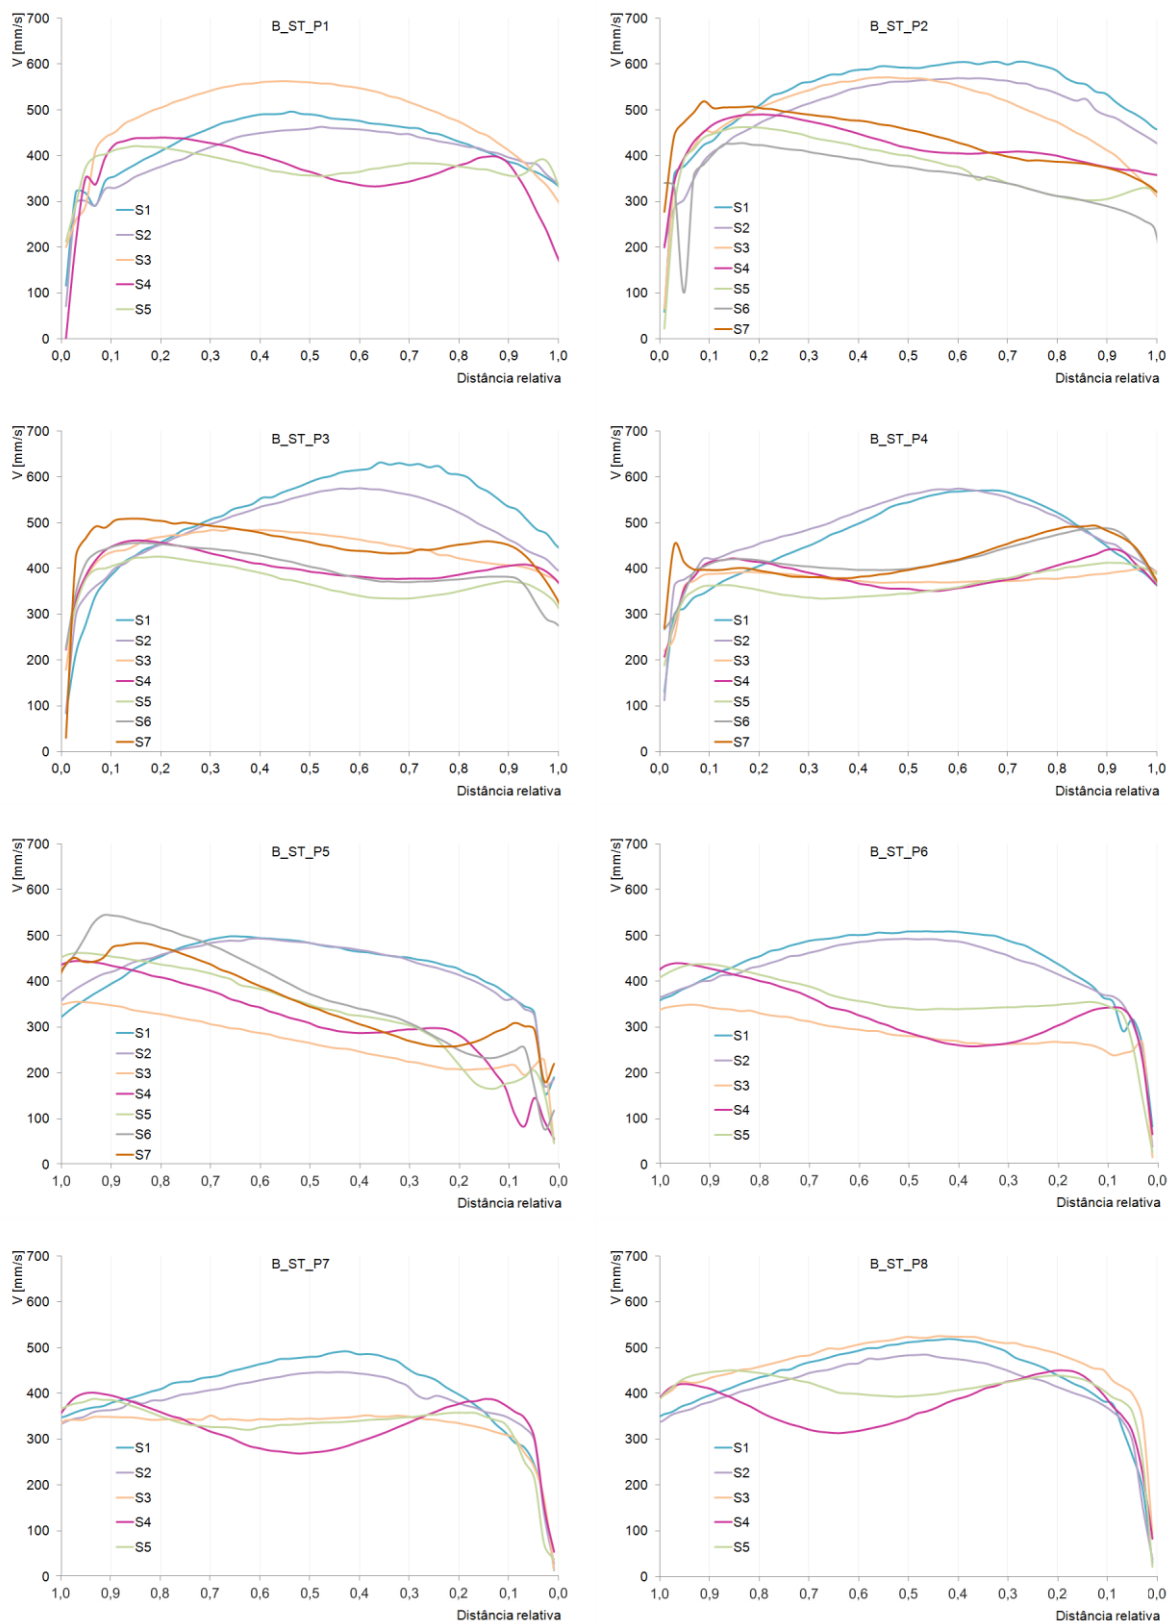 B_ST_P1
V [mm/s]
700
600
500
400
300
200
100
0
S1
S2
S3
S4
S5
0,0 0,1 0,2 0,3 0,4 0,5 0,6 0,7 0,8 0,9 1,0
Distância relativa
B_ST_P2
V [mm/s]
700
600
500
400
300
200
100
0
S1
S2
S3
S4
S5
S6
S7
0,0 0,1 0,2 0,3 0,4 0,5 0,6 0,7 0,8 0,9 1,0
Distância relativa
B_ST_P3
V [mm/s]
700
600
500
400
300
200
100
0
S1
S2
S3
S4
S5
S6
S7
0,0 0,1 0,2 0,3 0,4 0,5 0,6 0,7 0,8 0,9 1,0
Distância relativa
B_ST_P4
V [mm/s]
700
600
500
400
300
200
100
0
S1
S2
S3
S4
S5
S6
S7
0,0 0,1 0,2 0,3 0,4 0,5 0,6 0,7 0,8 0,9 1,0
Distância relativa
B_ST_P5
V [mm/s]
700
600
500
400
300
200
100
0
S1
S2
S3
S4
S5
S6
S7
1,0 0,9 0,8 0,7 0,6 0,5 0,4 0,3 0,2 0,1 0,0
Distância relativa
B_ST_P6
V [mm/s]
700
600
500
400
300
200
100
0
S1
S2
S3
S4
S5
1,0 0,9 0,8 0,7 0,6 0,5 0,4 0,3 0,2 0,1 0,0
Distância relativa
B_ST_P7
V [mm/s]
700
600
500
400
300
200
100
0
S1
S2
S3
S4
S5
1,0 0,9 0,8 0,7 0,6 0,5 0,4 0,3 0,2 0,1 0,0
Distância relativa
B_ST_P8
V [mm/s]
700
600
500
400
300
200
100
0
S1
S2
S3
S4
S5
1,0 0,9 0,8 0,7 0,6 0,5 0,4 0,3 0,2 0,1 0,0
Distância relativa